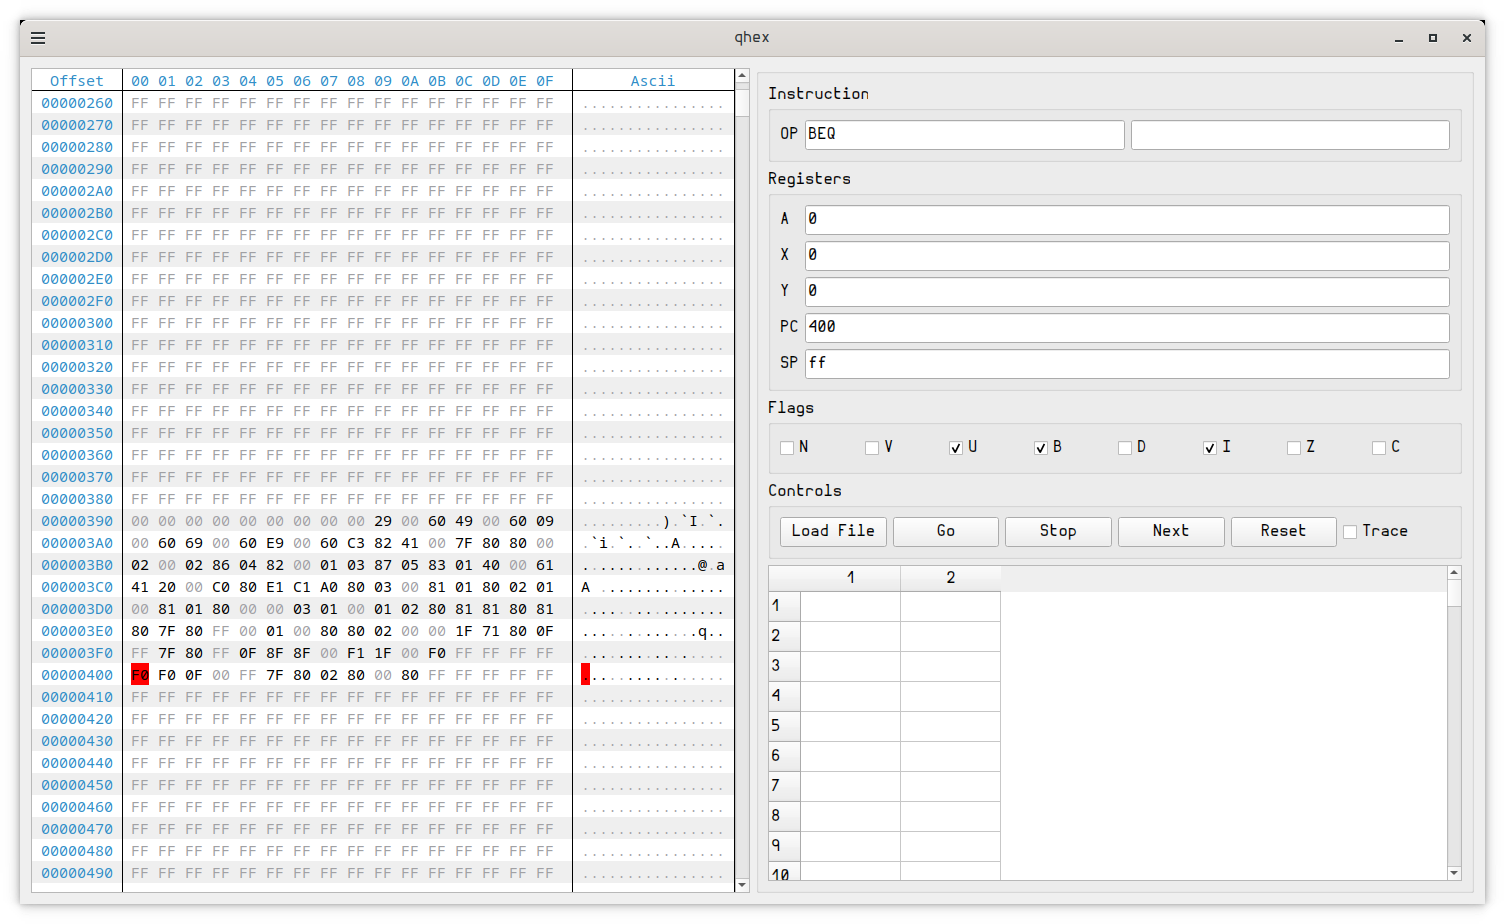 qhex
Offset 00 01 02 03 04 05 06 07 08 09 0A 0B 0C 0D 0E 0F Ascii
00000260 FF FF FF FF FF FF FF FF FF FF FF FF FF FF FF FF ................
00000270 FF FF FF FF FF FF FF FF FF FF FF FF FF FF FF FF ................
00000280 FF FF FF FF FF FF FF FF FF FF FF FF FF FF FF FF ................
00000290 FF FF FF FF FF FF FF FF FF FF FF FF FF FF FF FF ................
000002A0 FF FF FF FF FF FF FF FF FF FF FF FF FF FF FF FF ................
000002B0 FF FF FF FF FF FF FF FF FF FF FF FF FF FF FF FF ................
000002C0 FF FF FF FF FF FF FF FF FF FF FF FF FF FF FF FF ................
000002D0 FF FF FF FF FF FF FF FF FF FF FF FF FF FF FF FF ................
000002E0 FF FF FF FF FF FF FF FF FF FF FF FF FF FF FF FF ................
000002F0 FF FF FF FF FF FF FF FF FF FF FF FF FF FF FF FF ................
00000300 FF FF FF FF FF FF FF FF FF FF FF FF FF FF FF FF ................
00000310 FF FF FF FF FF FF FF FF FF FF FF FF FF FF FF FF ................
00000320 FF FF FF FF FF FF FF FF FF FF FF FF FF FF FF FF ................
00000330 FF FF FF FF FF FF FF FF FF FF FF FF FF FF FF FF ................
00000340 FF FF FF FF FF FF FF FF FF FF FF FF FF FF FF FF ................
00000350 FF FF FF FF FF FF FF FF FF FF FF FF FF FF FF FF ................
00000360 FF FF FF FF FF FF FF FF FF FF FF FF FF FF FF FF ................
00000370 FF FF FF FF FF FF FF FF FF FF FF FF FF FF FF FF ................
00000380 FF FF FF FF FF FF FF FF FF FF FF FF FF FF FF FF ................
00000390 00 00 00 00 00 00 00 00 00 29 00 60 49 00 60 09 .........).`I.`.
000003A0 00 60 69 00 60 E9 00 60 C3 82 41 00 7F 80 80 00 .`i.`..`..A.....
000003B0 02 00 02 86 04 82 00 01 03 87 05 83 01 40 00 61 .............@.a
000003C0 41 20 00 C0 80 E1 C1 A0 80 03 00 81 01 80 02 01 A ..............
000003D0 00 81 01 80 00 00 03 01 00 01 02 80 81 81 80 81 ................
000003E0 80 7F 80 FF 00 01 00 80 80 02 00 00 1F 71 80 0F .............q..
000003F0 FF 7F 80 FF 0F 8F 8F 00 F1 1F 00 F0 FF FF FF FF ................
00000400 F0 F0 0F 00 FF 7F 80 02 80 00 80 FF FF FF FF FF ................
00000410 FF FF FF FF FF FF FF FF FF FF FF FF FF FF FF FF ................
00000420 FF FF FF FF FF FF FF FF FF FF FF FF FF FF FF FF ................
00000430 FF FF FF FF FF FF FF FF FF FF FF FF FF FF FF FF ................
00000440 FF FF FF FF FF FF FF FF FF FF FF FF FF FF FF FF ................
00000450 FF FF FF FF FF FF FF FF FF FF FF FF FF FF FF FF ................
00000460 FF FF FF FF FF FF FF FF FF FF FF FF FF FF FF FF ................
00000470 FF FF FF FF FF FF FF FF FF FF FF FF FF FF FF FF ................
00000480 FF FF FF FF FF FF FF FF FF FF FF FF FF FF FF FF ................
00000490 FF FF FF FF FF FF FF FF FF FF FF FF FF FF FF FF ................
Instruction
OP BEQ
Registers
A 0
X 0
Y 0
PC 400
SP ff
Flags
N V U B D I Z C
Controls
Load File Go Stop Next Reset Trace
1 2
1
2
3
4
5
6
7
8
9
10